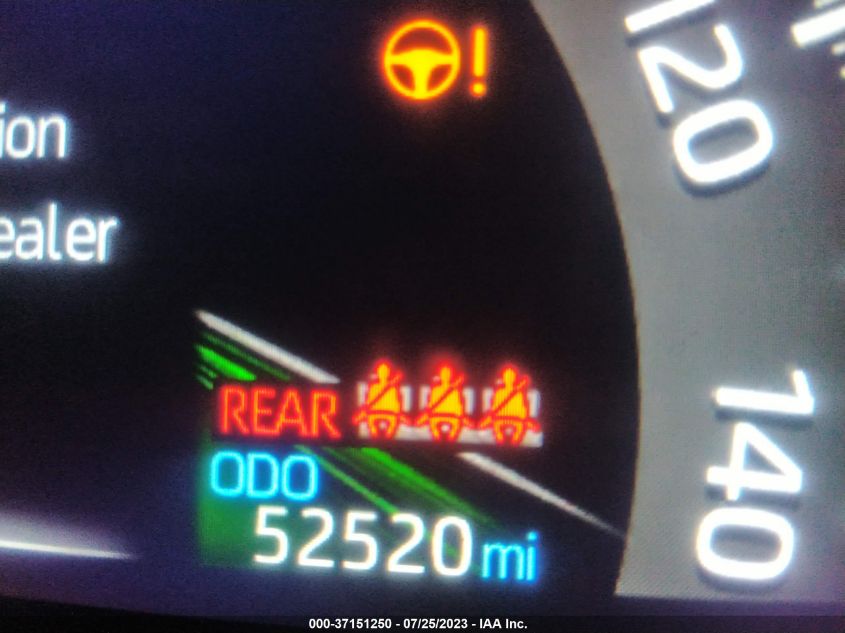 !
120
ion
ealer
140
REAR
ODO
52520 mi
000-37151250 - 07/25/2023 - IAA Inc.